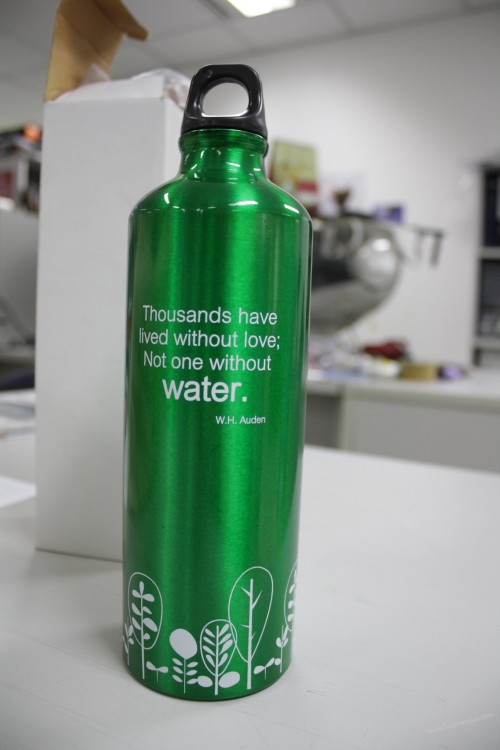 Thousands have
lived without love;
Not one without
water.
W.H. Auden